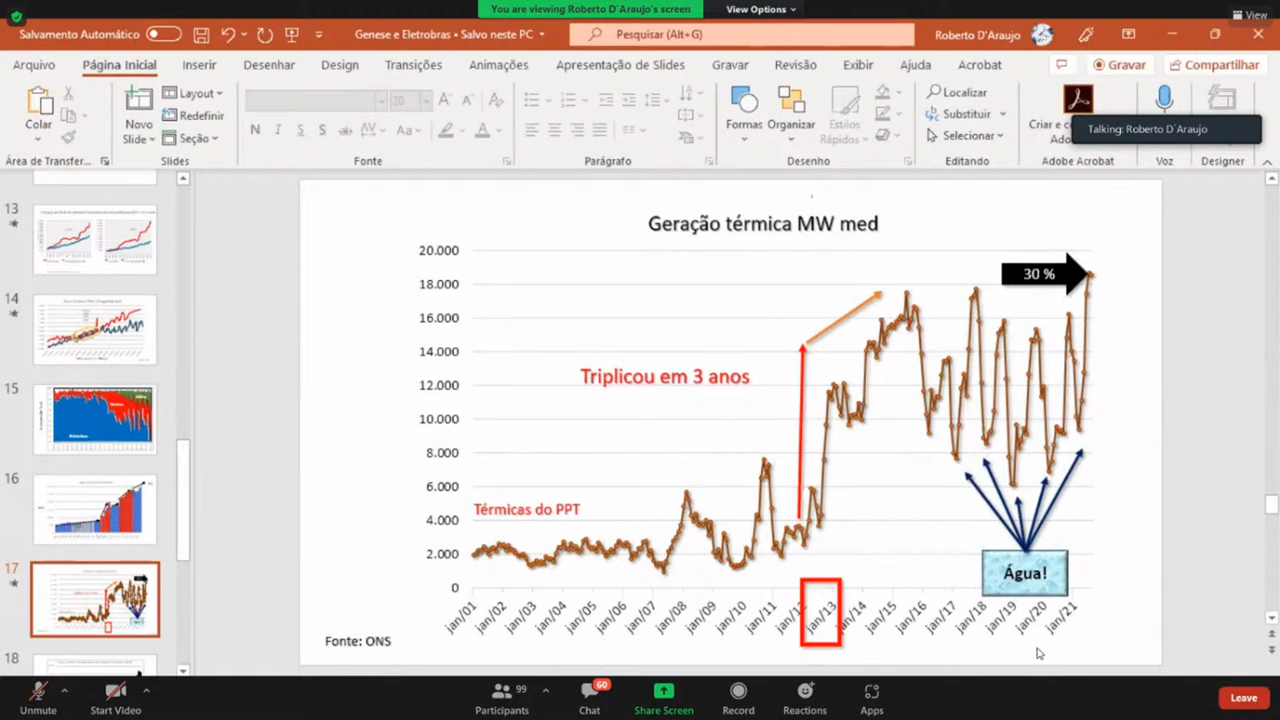 You are viewing Roberto D´Araujo's screen
View Options
View
Salvamento Automático
Genese e Eletrobras • Salvo neste PC
Pesquisar (Alt+G)
Roberto D'Araujo
Arquivo
Página Inicial
Inserir
Desenhar
Design
Transições
Animações
Apresentação de Slides
Gravar
Revisão
Exibir
Ajuda
Acrobat
Gravar
Compartilhar
Colar
Novo
Slide
Layout
Redefinir
Seção
20
N I S S ab AV Aa A
Formas
Organizar
Estilos
Rápidos
Localizar
Substituir
Selecionar
Talking: Roberto D´Araujo
Área de Transfer...
Slides
Fonte
Parágrafo
Desenho
Editando
Adobe Acrobat
Voz
Designer
13
14
15
16
17
18
Geração térmica MW med
20.000
18.000
16.000
14.000
12.000
10.000
8.000
6.000
4.000
2.000
0
30 %
Triplicou em 3 anos
Térmicas do PPT
Água!
jan/01
jan/02
jan/03
jan/04
jan/05
jan/06
jan/07
jan/08
jan/09
jan/10
jan/11
jan/12
jan/13
jan/14
jan/15
jan/16
jan/17
jan/18
jan/19
jan/20
jan/21
Fonte: ONS
Unmute
Start Video
Participants
99
Chat
60
Share Screen
Record
Reactions
Apps
Leave